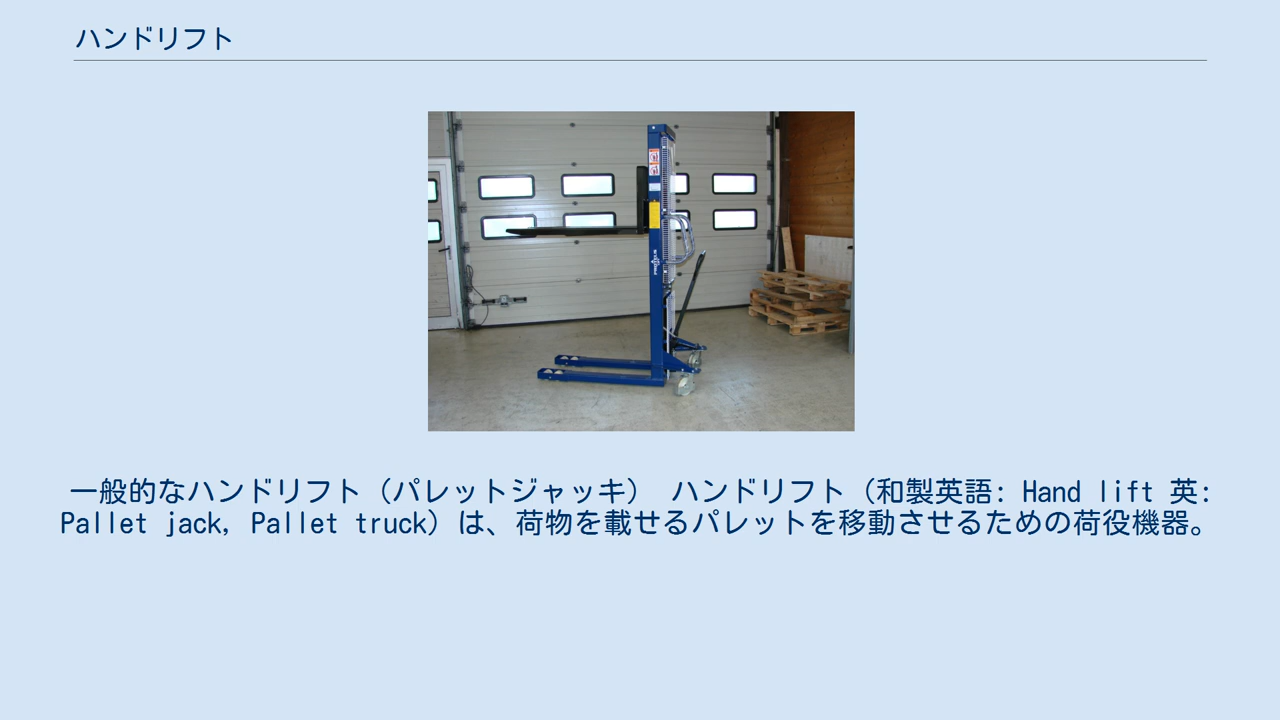 ハンドリフト
一般的なハンドリフト（パレットジャッキ） ハンドリフト（和製英語: Hand lift 英:
Pallet jack, Pallet truck）は、荷物を載せるパレットを移動させるための荷役機器。